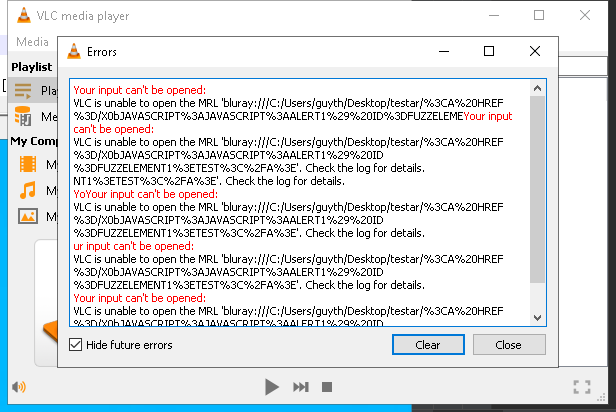 VLC media player
Media
Errors
Playlist
Your input can't be opened:
VLC is unable to open the MRL 'bluray:///C:/Users/guyth/Desktop/testar/%3CA%20HREF
%3D/X0bJAVASCRIPT%3AJAVASCRIPT%3AALERT1%29%20ID%3DFUZZELEMEYour input
can't be opened:
VLC is unable to open the MRL 'bluray:///C:/Users/guyth/Desktop/testar/%3CA%20HREF
%3D/X0bJAVASCRIPT%3AJAVASCRIPT%3AALERT1%29%20ID
%3DFUZZELEMENT1%3ETEST%3C%2FA%3E'. Check the log for details.
NT1%3ETEST%3C%2FA%3E'. Check the log for details.
YoYour input can't be opened:
VLC is unable to open the MRL 'bluray:///C:/Users/guyth/Desktop/testar/%3CA%20HREF
%3D/X0bJAVASCRIPT%3AJAVASCRIPT%3AALERT1%29%20ID
%3DFUZZELEMENT1%3ETEST%3C%2FA%3E'. Check the log for details.
ur input can't be opened:
VLC is unable to open the MRL 'bluray:///C:/Users/guyth/Desktop/testar/%3CA%20HREF
%3D/X0bJAVASCRIPT%3AJAVASCRIPT%3AALERT1%29%20ID
%3DFUZZELEMENT1%3ETEST%3C%2FA%3E'. Check the log for details.
Your input can't be opened:
VLC is unable to open the MRL 'bluray:///C:/Users/guyth/Desktop/testar/%3CA%20HREF
%3D/X0bJAVASCRIPT%3AJAVASCRIPT%3AALERT1%29%20ID
Play
Me
My Comp
My
My
My
Hide future errors
Clear
Close